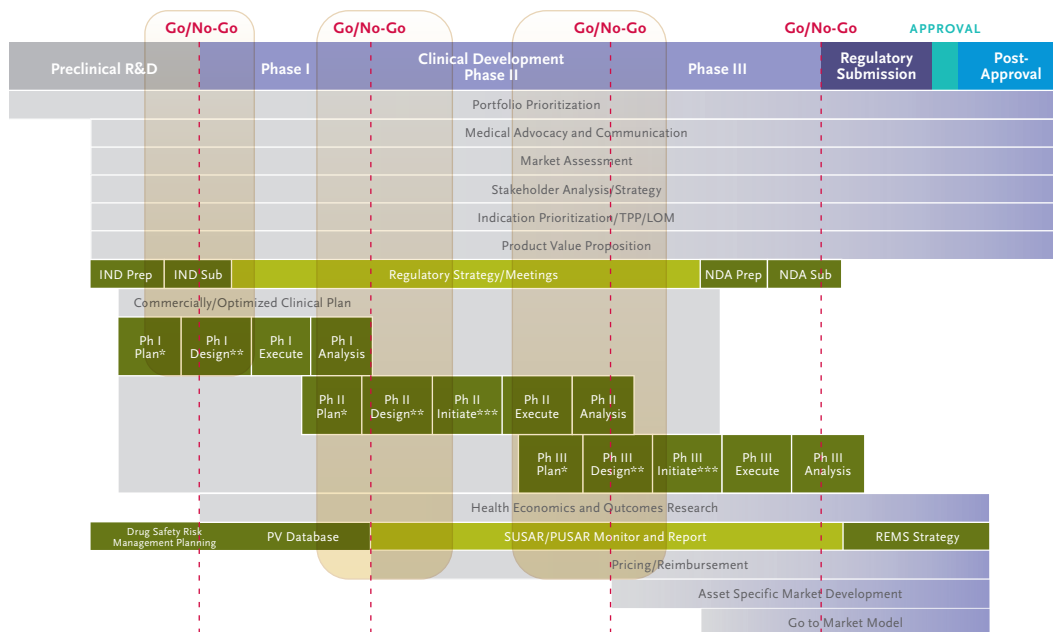 Go/No-Go Go/No-Go Go/No-Go Go/No-Go APPROVAL
Preclinical R&D
Phase I
Clinical Development
Phase II
Phase III
Regulatory
Submission
Post-
Approval
Portfolio Prioritization
Medical Advocacy and Communication
Market Assessment
Stakeholder Analysis/Strategy
Indication Prioritization/TPP/LOM
Product Value Proposition
IND Prep IND Sub Regulatory Strategy/Meetings NDA Prep NDA Sub
Commercially/Optimized Clinical Plan
Ph I
Plan*
Ph I
Design**
Ph I
Execute
Ph I
Analysis
Ph II
Plan*
Ph II
Design**
Ph II
Initiate***
Ph II
Execute
Ph II
Analysis
Ph III
Plan*
Ph III
Design**
Ph III
Initiate***
Ph III
Execute
Ph III
Analysis
Health Economics and Outcomes Research
Drug Safety Risk
Management Planning
PV Database
SUSAR/PUSAR Monitor and Report
REMS Strategy
Pricing/Reimbursement
Asset Specific Market Development
Go to Market Model